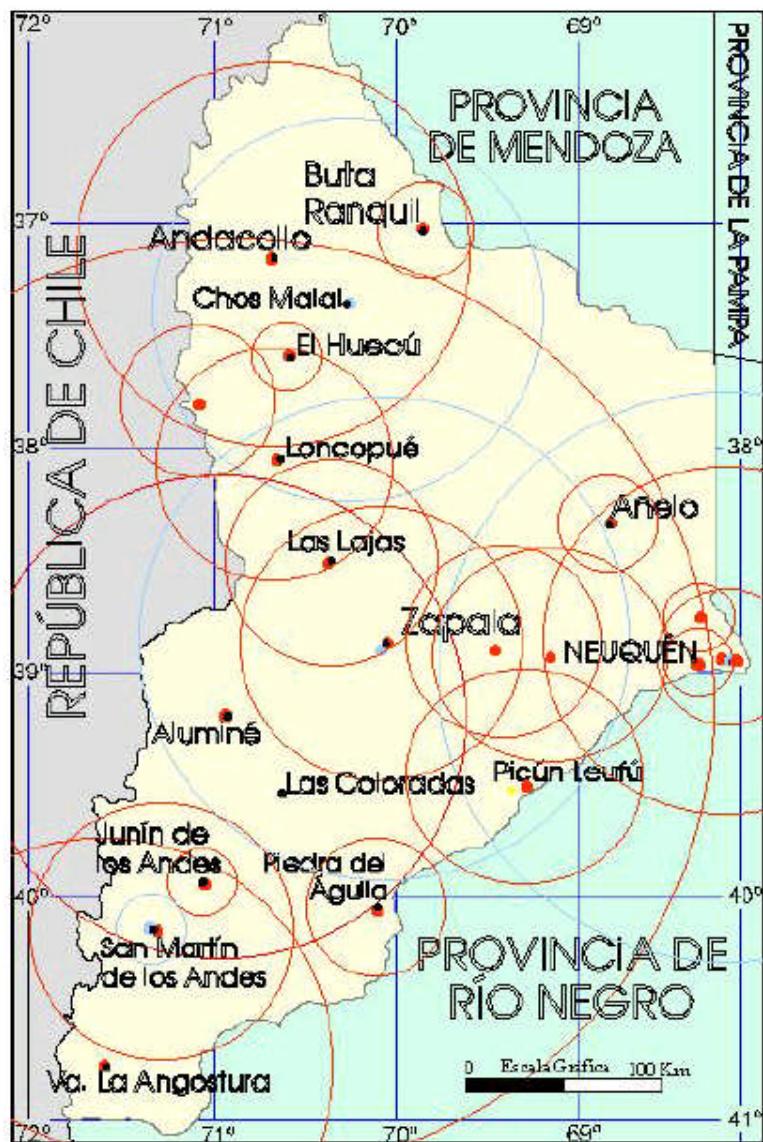 72°
71°
70°
69°
PROVINCIA
DE MENDOZA
PROVINCIA DE LA PAMPA
REPÚBLICA DE CHILE
37°
37°
Buta
Ranquil
Andacollo
Chos Malal
El Huecú
38°
38°
Loncopué
Añelo
Las Lajas
Zapala
NEUQUÉN
39°
39°
Aluminé
Las Coloradas
Picún Leufú
Junín de
los Andes
Piedra del
Águila
40°
40°
San Martín
de los Andes
PROVINCIA DE
RÍO NEGRO
0 Escala Gráfica 100 Km
Va. La Angostura
72°
71°
70°
69°
41°